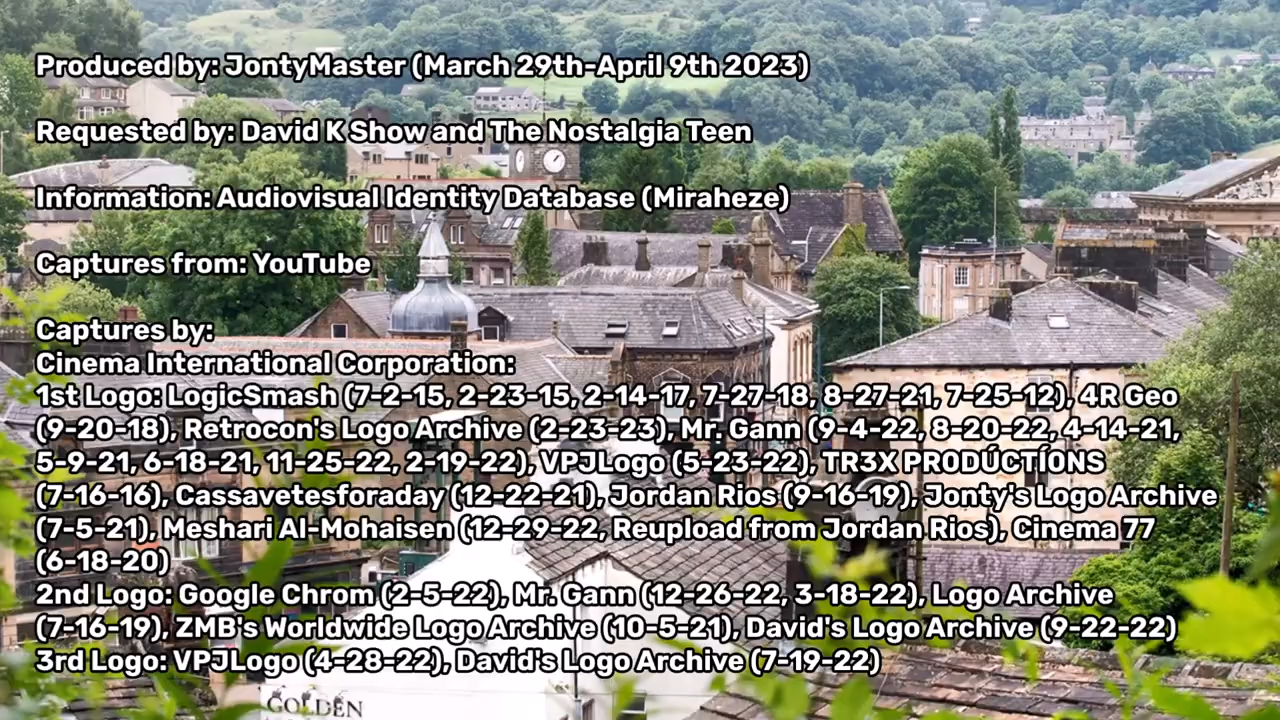 Produced by: JontyMaster (March 29th-April 9th 2023)
Requested by: David K Show and The Nostalgia Teen
Information: Audiovisual Identity Database (Miraheze)
Captures from: YouTube
Captures by:
Cinema International Corporation:
1st Logo: LogicSmash (7-2-15, 2-23-15, 2-14-17, 7-27-18, 8-27-21, 7-25-12), 4R Geo
(9-20-18), Retrocon's Logo Archive (2-23-23), Mr. Gann (9-4-22, 8-20-22, 4-14-21,
5-9-21, 6-18-21, 11-25-22, 2-19-22), VPJLogo (5-23-22), TR3X PRODÚCTÍONS
(7-16-16), Cassavetesforaday (12-22-21), Jordan Rios (9-16-19), Jonty's Logo Archive
(7-5-21), Meshari Al-Mohaisen (12-29-22, Reupload from Jordan Rios), Cinema 77
(6-18-20)
2nd Logo: Google Chrom (2-5-22), Mr. Gann (12-26-22, 3-18-22), Logo Archive
(7-16-19), ZMB's Worldwide Logo Archive (10-5-21), David's Logo Archive (9-22-22)
3rd Logo: VPJLogo (4-28-22), David's Logo Archive (7-19-22)
GOLDEN